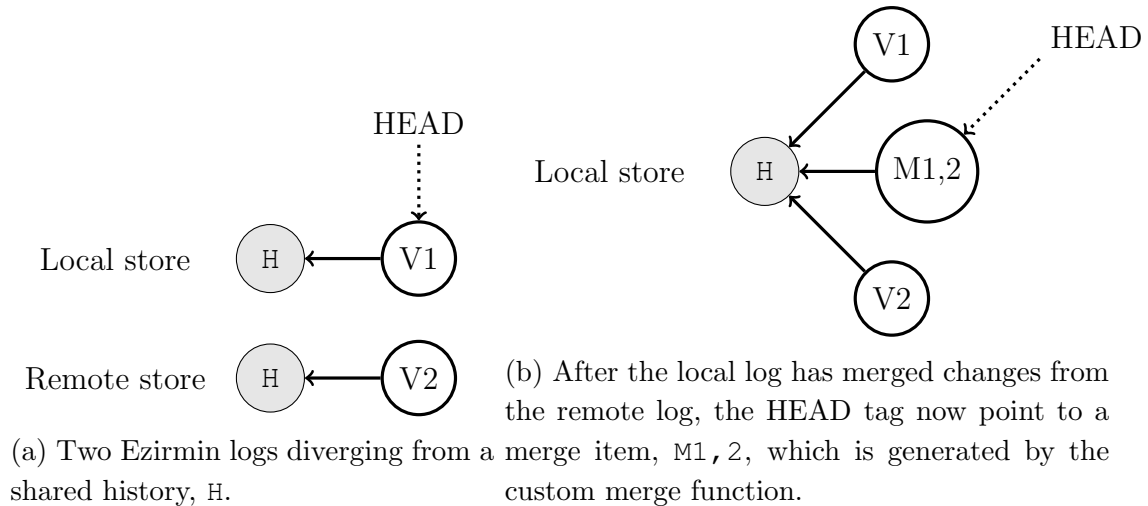 HEAD
Local store
H
V1
Remote store
H
V2
(a) Two Ezirmin logs diverging from a
shared history, H.
V1
HEAD
Local store
H
M1,2
V2
(b) After the local log has merged changes from
the remote log, the HEAD tag now point to a
merge item, M1,2, which is generated by the
custom merge function.